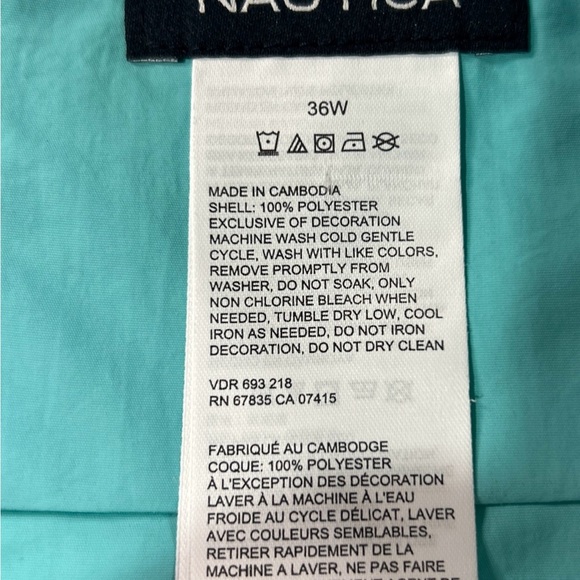 NAUTICA
36W
MADE IN CAMBODIA
SHELL: 100% POLYESTER
EXCLUSIVE OF DECORATION
MACHINE WASH COLD GENTLE
CYCLE, WASH WITH LIKE COLORS,
REMOVE PROMPTLY FROM
WASHER, DO NOT SOAK, ONLY
NON CHLORINE BLEACH WHEN
NEEDED, TUMBLE DRY LOW, COOL
IRON AS NEEDED, DO NOT IRON
DECORATION, DO NOT DRY CLEAN
VDR 693 218
RN 67835 CA 07415
FABRIQUÉ AU CAMBODGE
COQUE: 100% POLYESTER
À L'EXCEPTION DES DÉCORATION
LAVER À LA MACHINE À L'EAU
FROIDE AU CYCLE DÉLICAT, LAVER
AVEC COULEURS SEMBLABLES,
RETIRER RAPIDEMENT DE LA
MACHINE A LAVER, NE PAS FAIRE